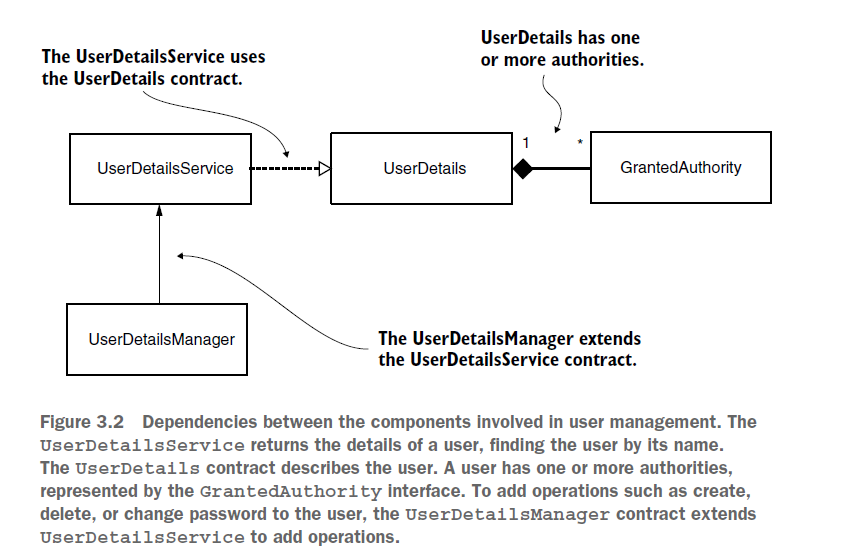 The UserDetailsService uses
the UserDetails contract.
UserDetails has one
or more authorities.
UserDetailsService
UserDetails
1
*
GrantedAuthority
UserDetailsManager
The UserDetailsManager extends
the UserDetailsService contract.
Figure 3.2 Dependencies between the components involved in user management. The
UserDetailsService returns the details of a user, finding the user by its name.
The UserDetails contract describes the user. A user has one or more authorities,
represented by the GrantedAuthority interface. To add operations such as create,
delete, or change password to the user, the UserDetailsManager contract extends
UserDetailsService to add operations.